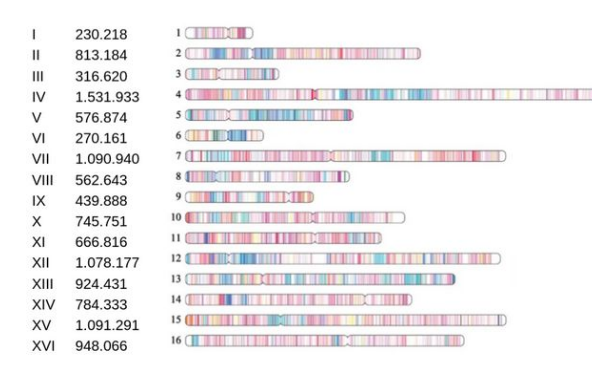 I 230.218 1
II 813.184 2
III 316.620 3
IV 1.531.933 4
V 576.874 5
VI 270.161 6
VII 1.090.940 7
VIII 562.643 8
IX 439.888 9
X 745.751 10
XI 666.816 11
XII 1.078.177 12
XIII 924.431 13
XIV 784.333 14
XV 1.091.291 15
XVI 948.066 16